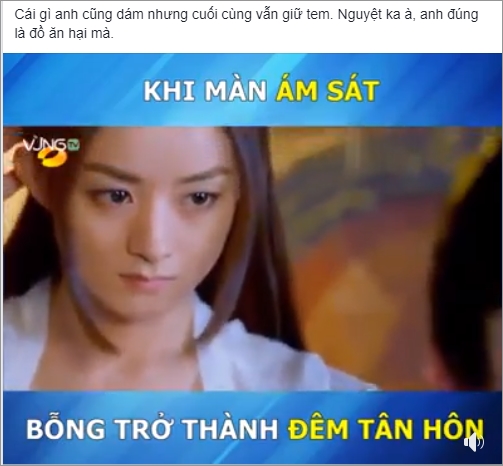 Cái gì anh cũng dám nhưng cuối cùng vẫn giữ tem. Nguyệt ka à, anh đúng
là đồ ăn hại mà.
KHI MÀN ÁM SÁT
VỪNG TV
BỖNG TRỞ THÀNH ĐÊM TÂN HÔN